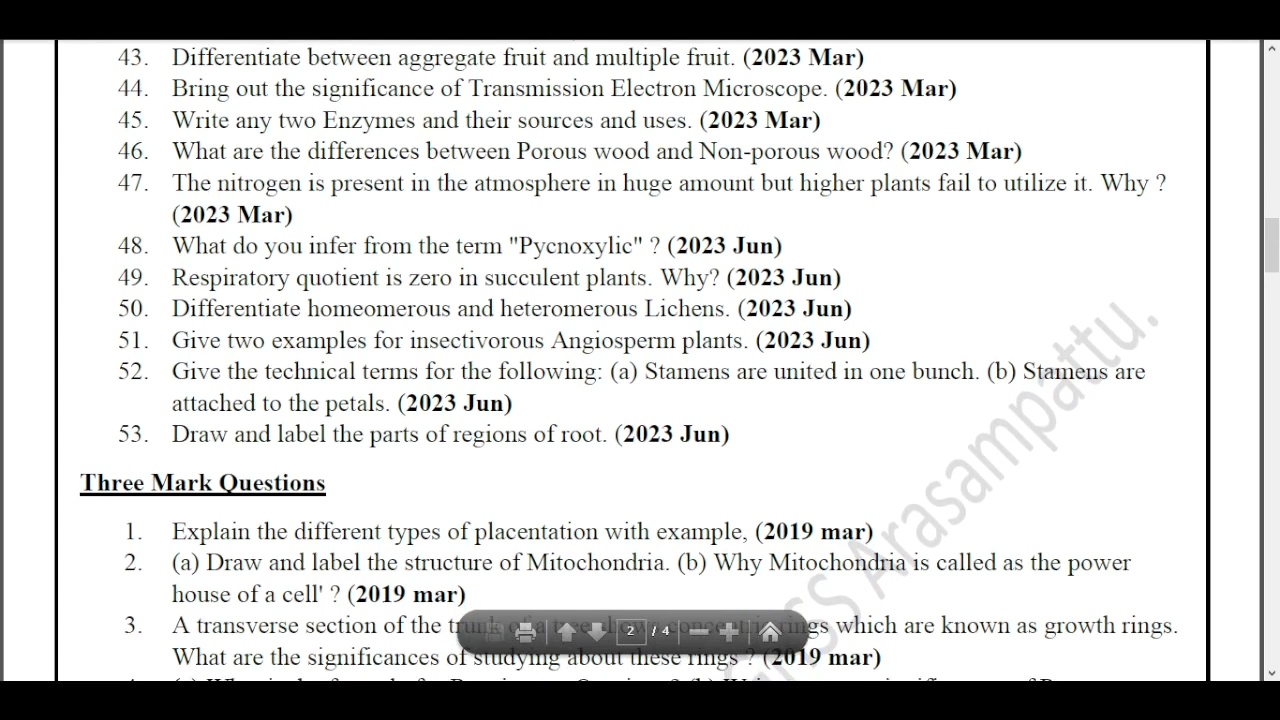 43. Differentiate between aggregate fruit and multiple fruit. (2023 Mar)
44. Bring out the significance of Transmission Electron Microscope. (2023 Mar)
45. Write any two Enzymes and their sources and uses. (2023 Mar)
46. What are the differences between Porous wood and Non-porous wood? (2023 Mar)
47. The nitrogen is present in the atmosphere in huge amount but higher plants fail to utilize it. Why ?
(2023 Mar)
48. What do you infer from the term "Pycnoxylic" ? (2023 Jun)
49. Respiratory quotient is zero in succulent plants. Why? (2023 Jun)
50. Differentiate homeomerous and heteromerous Lichens. (2023 Jun)
51. Give two examples for insectivorous Angiosperm plants. (2023 Jun)
52. Give the technical terms for the following: (a) Stamens are united in one bunch. (b) Stamens are
attached to the petals. (2023 Jun)
53. Draw and label the parts of regions of root. (2023 Jun)
Three Mark Questions
1. Explain the different types of placentation with example, (2019 mar)
2. (a) Draw and label the structure of Mitochondria. (b) Why Mitochondria is called as the power
house of a cell' ? (2019 mar)
3. A transverse section of the trunk of a tree shows concentric rings which are known as growth rings.
What are the significances of studying about these rings ? (2019 mar)
2 / 4
Arasampattu.